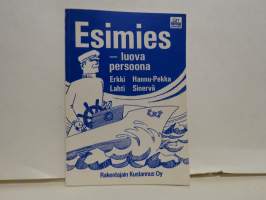 Esimies
– luova
persoona
Erkki Hannu-Pekka
Lahti Sinervä
Rakentajain Kustannus Oy